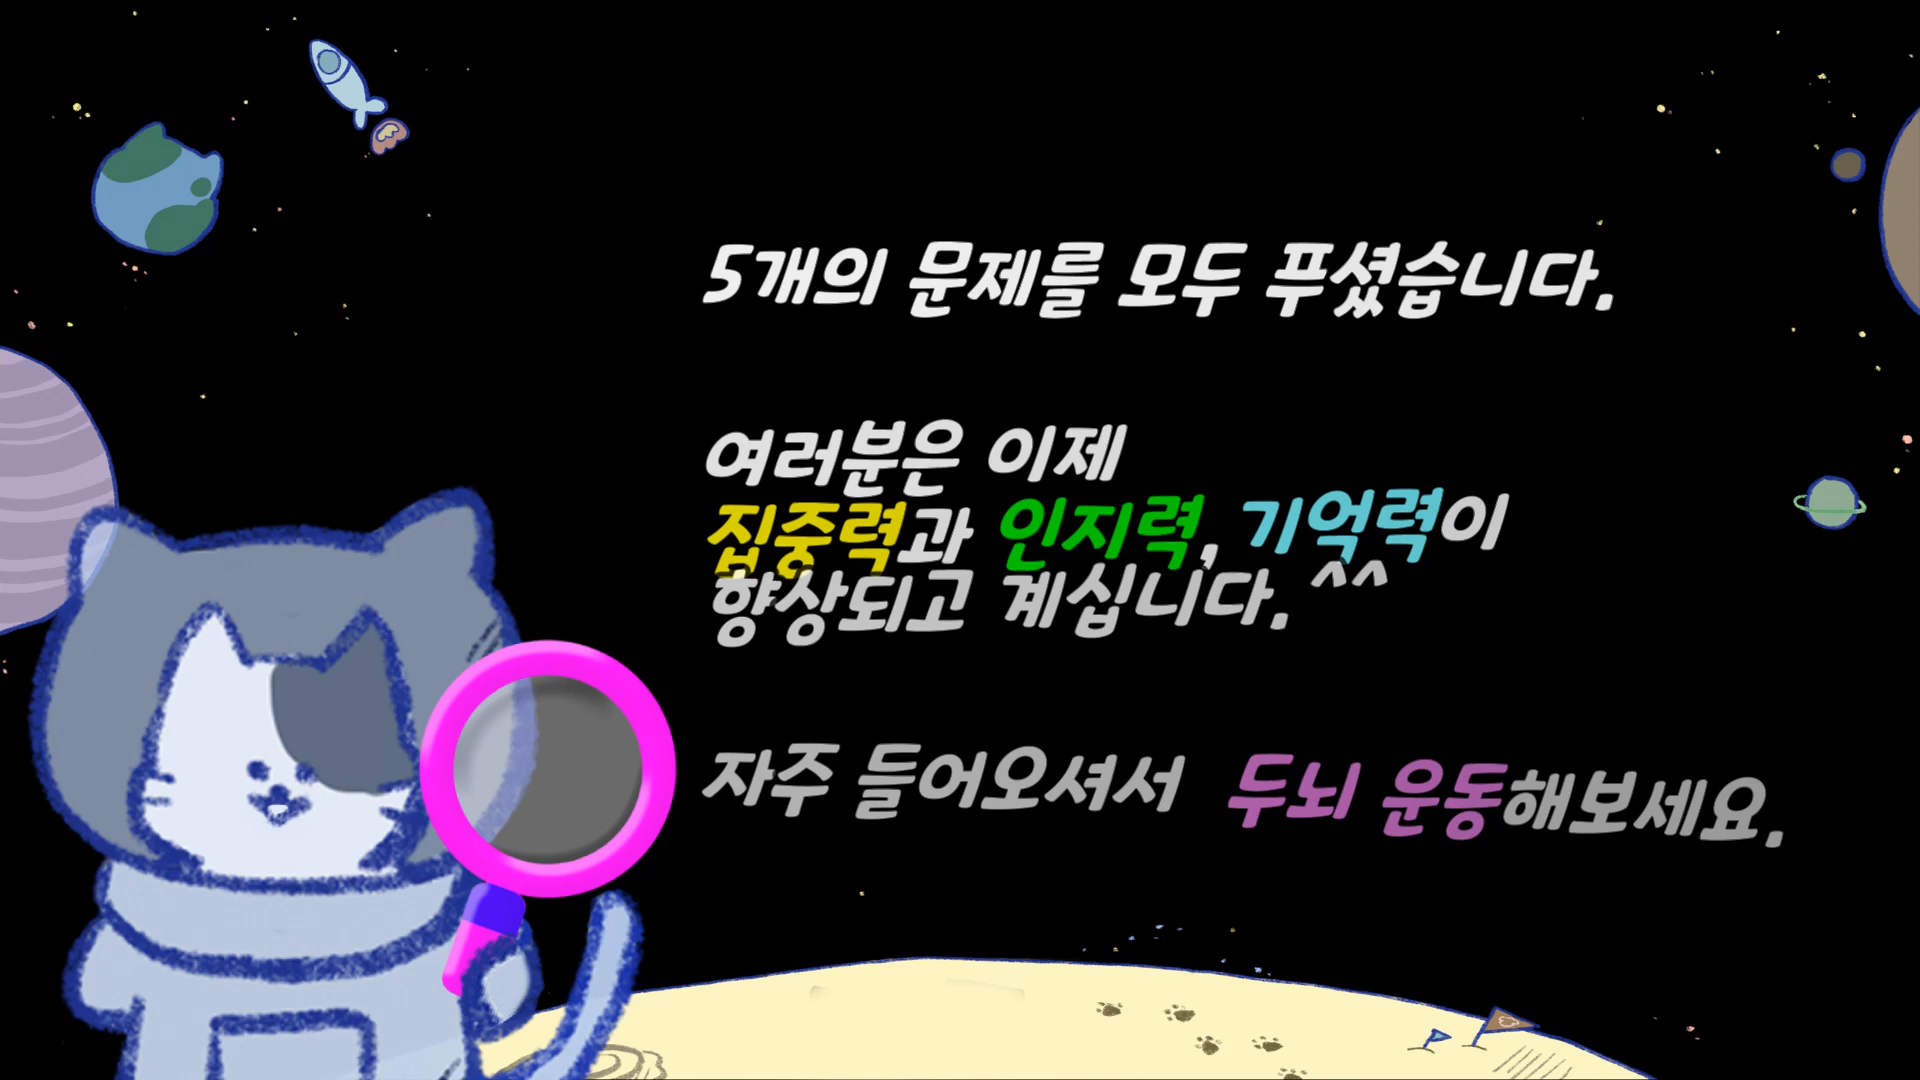 5개의 문제를 모두 푸셨습니다.
여러분은 이제
집중력과 인지력, 기억력이
향상되고 계십니다. ^^
자주 들어오셔서 두뇌 운동해보세요.